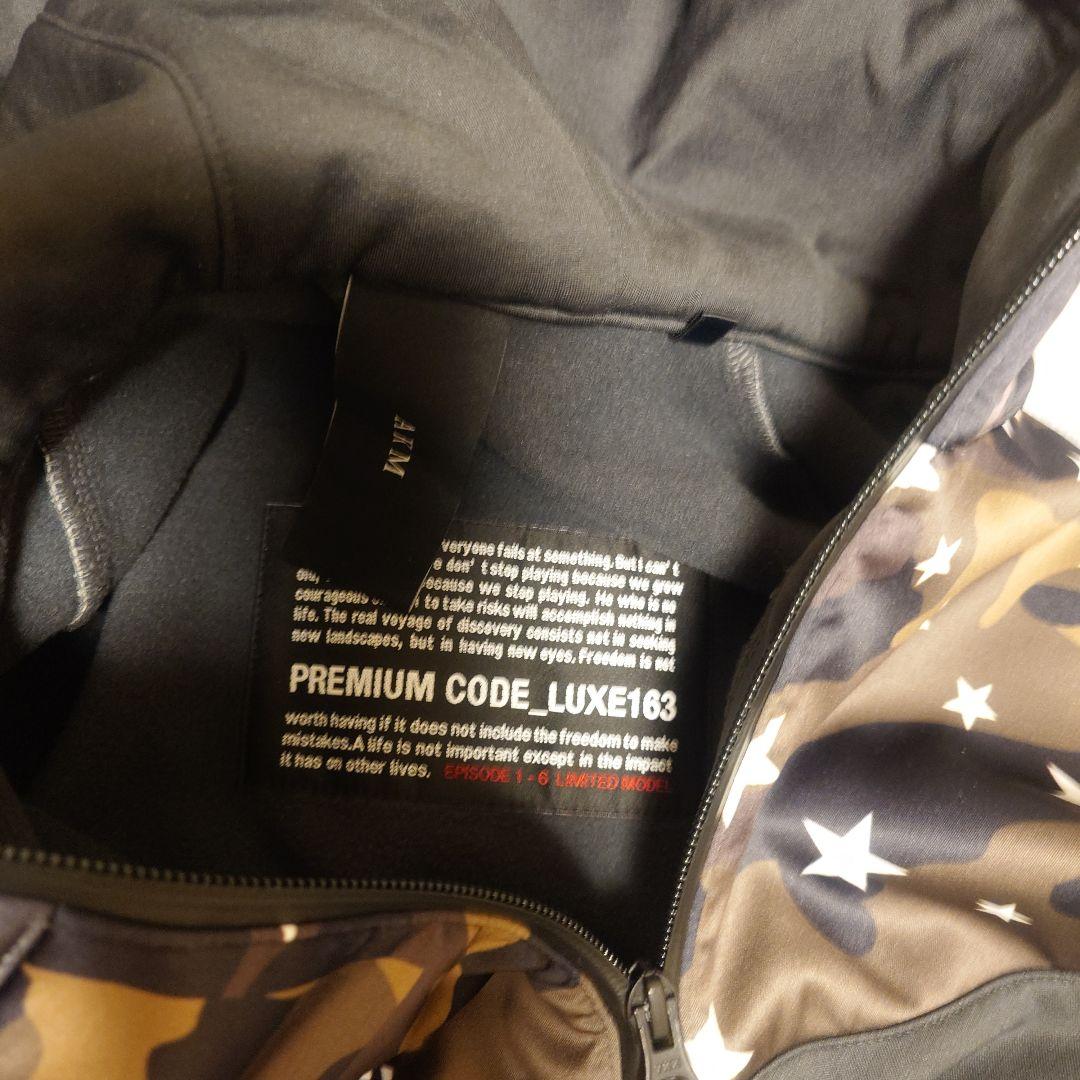 AKM
veryone fails at something, But I can't
e don't stop playing because we grow
old,
ecause we stop playing. He who is no
courageous
to take risks will accomplish nothing in
life. The real voyage of discovery consists not in seeking
new landscapes, but in having new eyes. Freedom is not
PREMIUM CODE_LUXE163
worth having if it does not include the freedom to make
mistakes. A life is not important except in the impact
it has on other lives. EPISODE 1 - 6 LIMITED MODEL